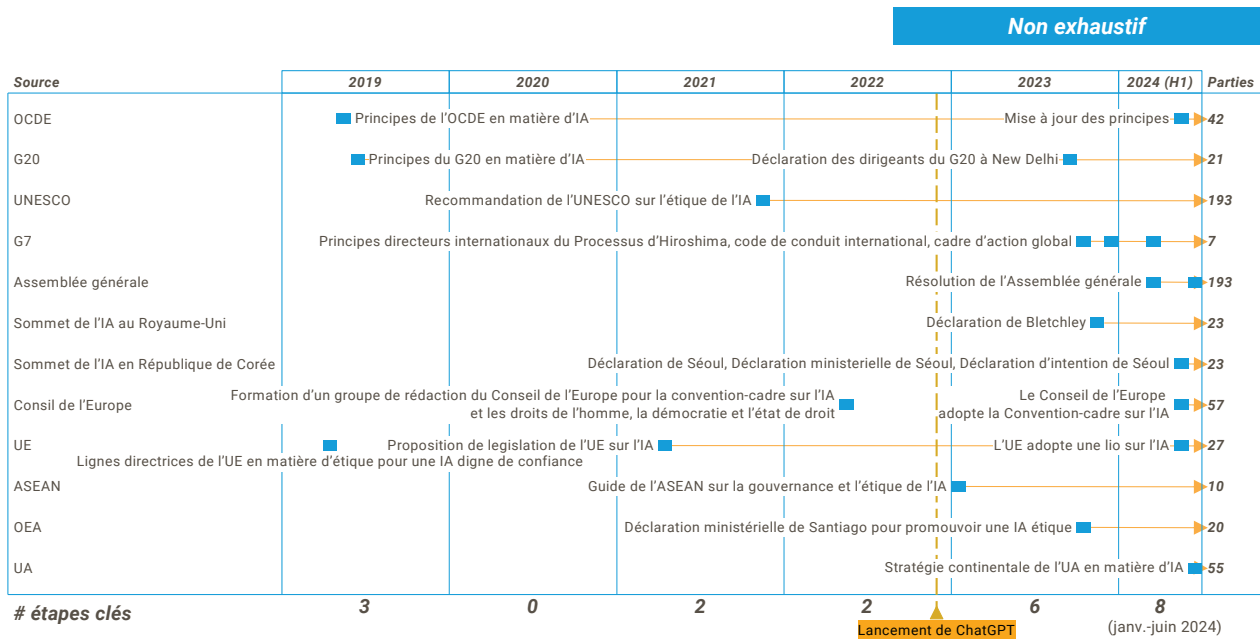 Non exhaustif
Source 2019 2020 2021 2022 2023 2024 (H1) Parties
OCDE Principes de l'OCDE en matière d'IA Mise à jour des principes 42
G20 Principes du G20 en matière d'IA Déclaration des dirigeants du G20 à New Delhi 21
UNESCO Recommandation de l'UNESCO sur l'étique de l'IA 193
G7 Principes directeurs internationaux du Processus d'Hiroshima, code de conduit international, cadre d'action global 7
Assemblée générale Résolution de l'Assemblée générale 193
Sommet de l'IA au Royaume-Uni Déclaration de Bletchley 23
Sommet de l'IA en République de Corée Déclaration de Séoul, Déclaration ministerielle de Séoul, Déclaration d'intention de Séoul 23
Formation d'un groupe de rédaction du Conseil de l'Europe pour la convention-cadre sur l'IA Le Conseil de l'Europe
Consil de l'Europe et les droits de l'homme, la démocratie et l'état de droit adopte la Convention-cadre sur l'IA 57
UE Proposition de legislation de l'UE sur l'IA L'UE adopte une lio sur l'IA 27
Lignes directrices de l'UE en matière d'étique pour une IA digne de confiance
ASEAN Guide de l'ASEAN sur la gouvernance et l'étique de l'IA 10
OEA Déclaration ministérielle de Santiago pour promouvoir une IA étique 20
UA Stratégie continentale de l'UA en matière d'IA 55
# étapes clés 3 0 2 2 6 8
Lancement de ChatGPT (janv.-juin 2024)